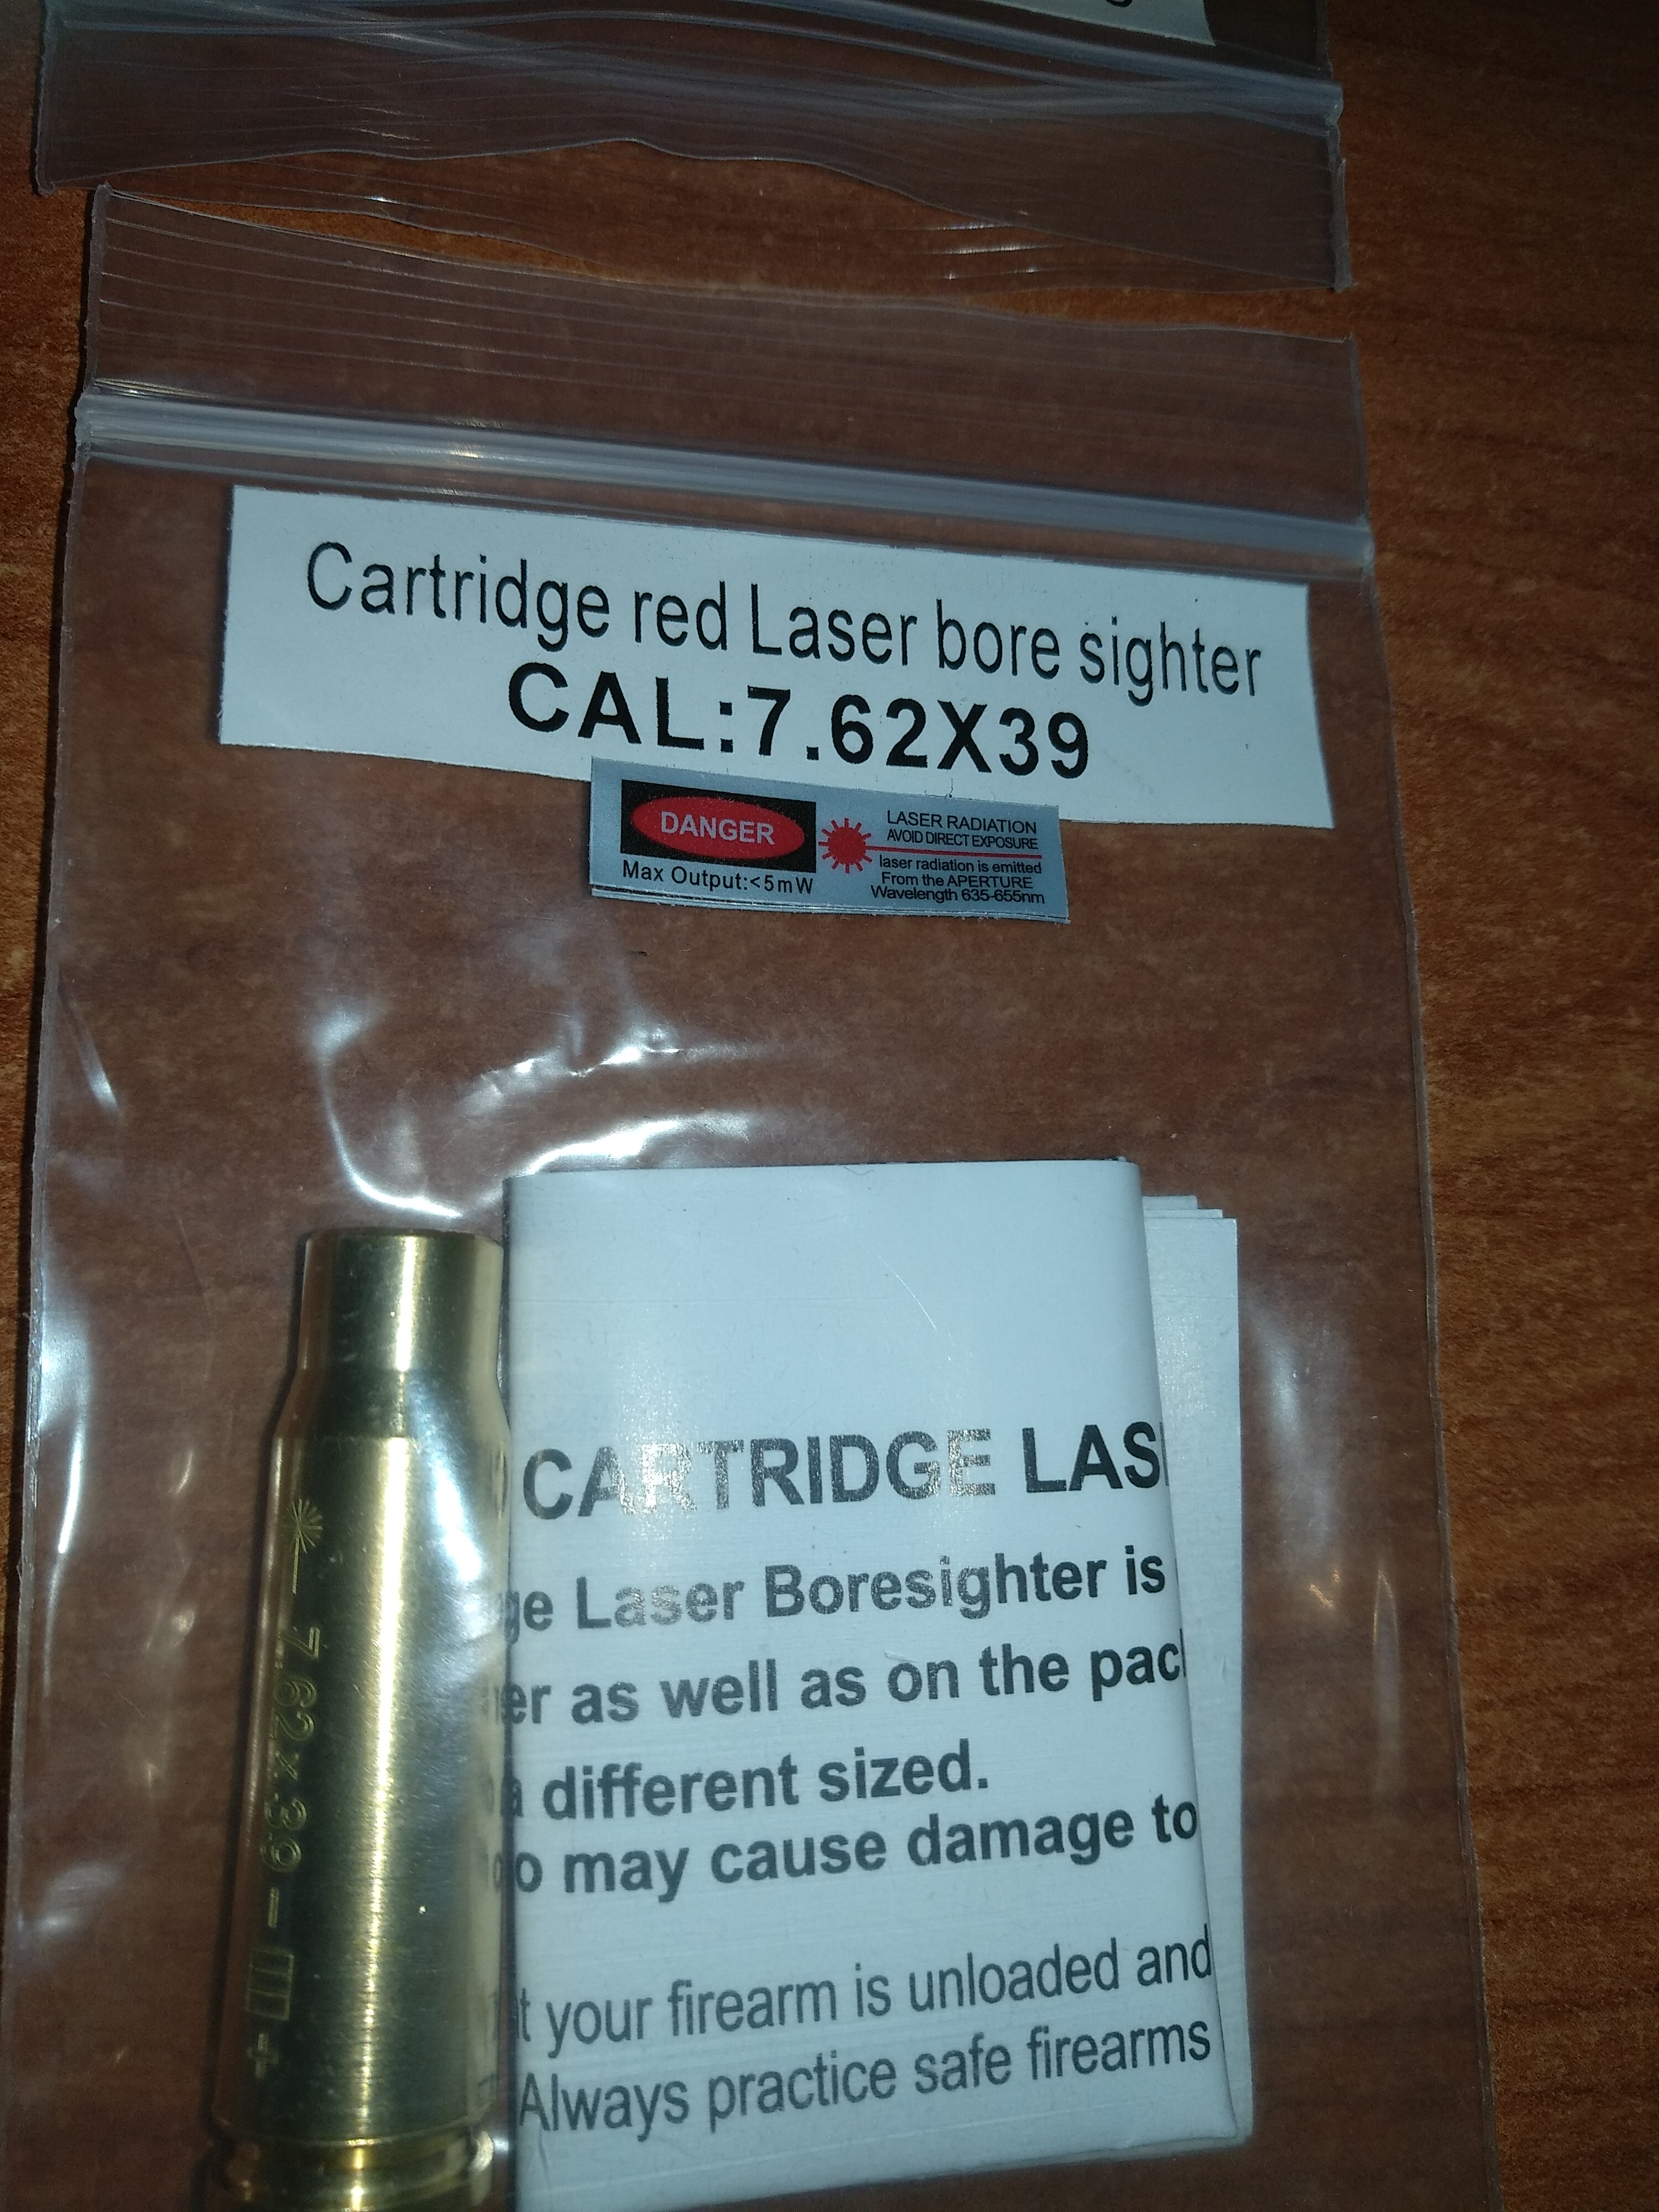 Cartridge red Laser bore sighter
CAL:7.62X39
DANGER
Max Output:<5mW
LASER RADIATION
AVOID DIRECT EXPOSURE
laser radiation is emitted
From the APERTURE
Wavelength 635-655nm
7.62x39
- +
CARTRIDGE LAS
ge Laser Boresighter is
er as well as on the pac
a different sized.
o may cause damage to
t your firearm is unloaded and
Always practice safe firearms